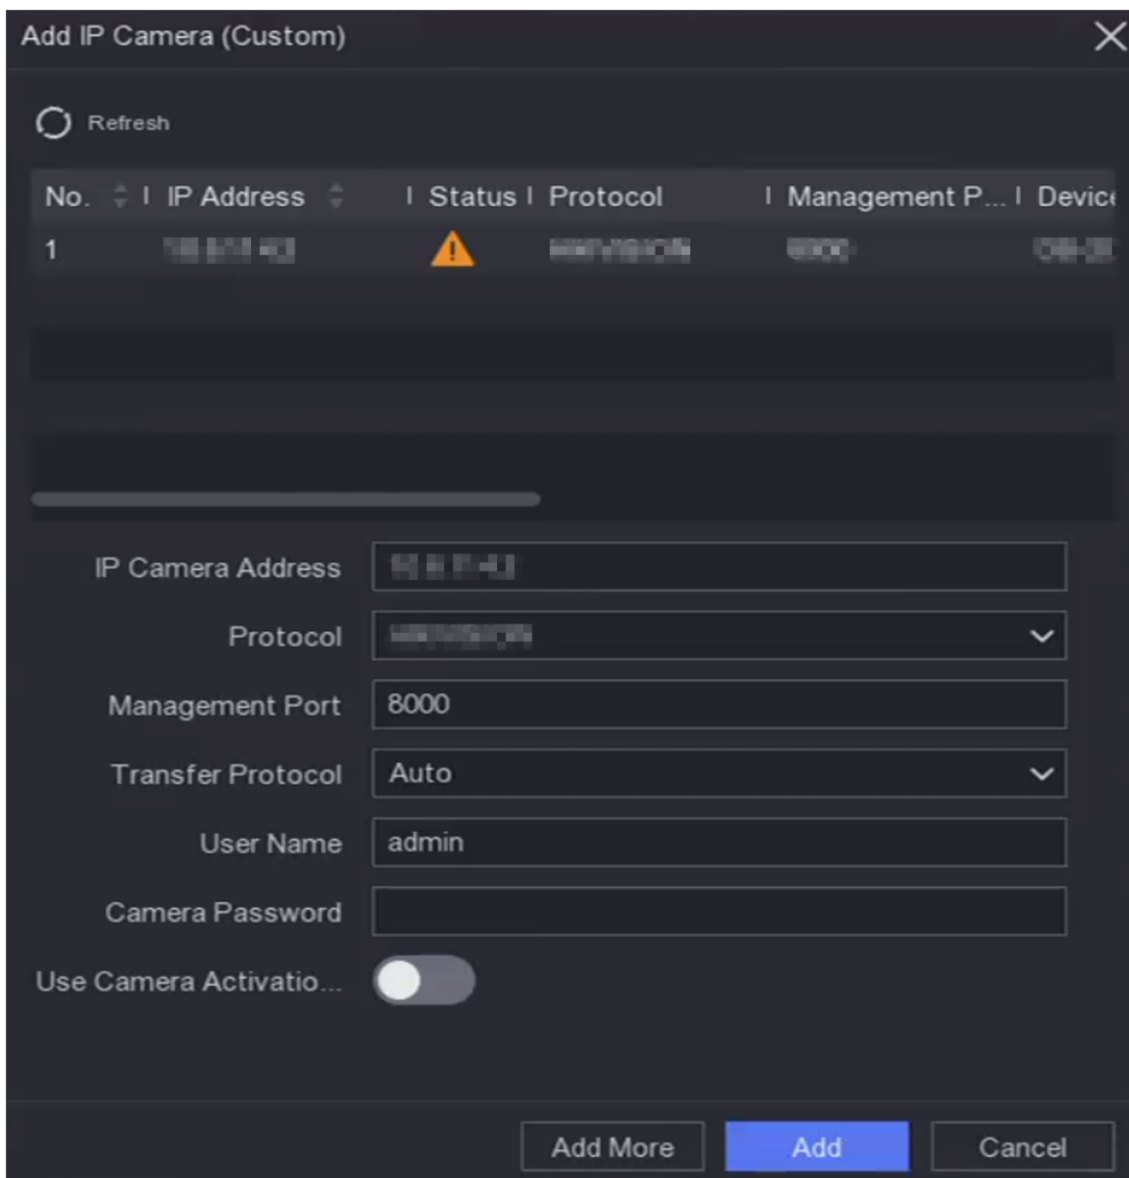 Add IP Camera (Custom)
Refresh
No. IP Address Status Protocol Management P... Device
1
IP Camera Address
Protocol
Management Port 8000
Transfer Protocol Auto
User Name admin
Camera Password
Use Camera Activatio...
Add More Add Cancel